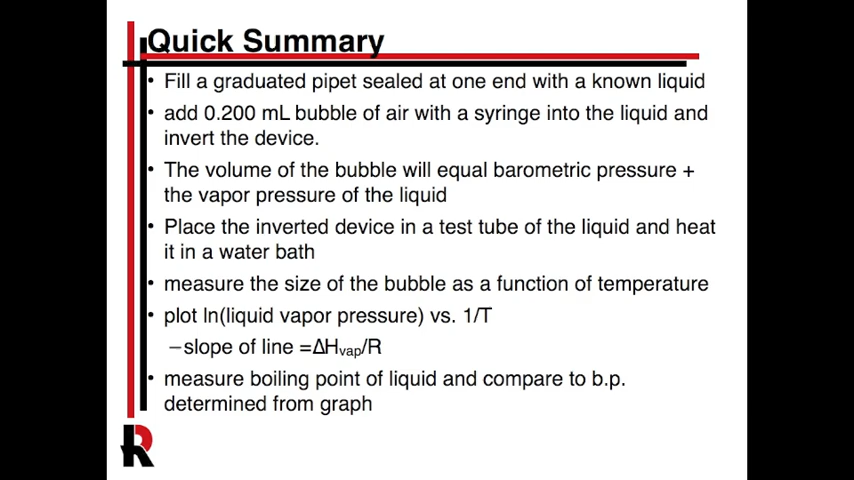 Quick Summary
• Fill a graduated pipet sealed at one end with a known liquid
• add 0.200 mL bubble of air with a syringe into the liquid and
invert the device.
• The volume of the bubble will equal barometric pressure +
the vapor pressure of the liquid
• Place the inverted device in a test tube of the liquid and heat
it in a water bath
• measure the size of the bubble as a function of temperature
• plot ln(liquid vapor pressure) vs. 1/T
–slope of line =ΔHvap/R
• measure boiling point of liquid and compare to b.p.
determined from graph
R